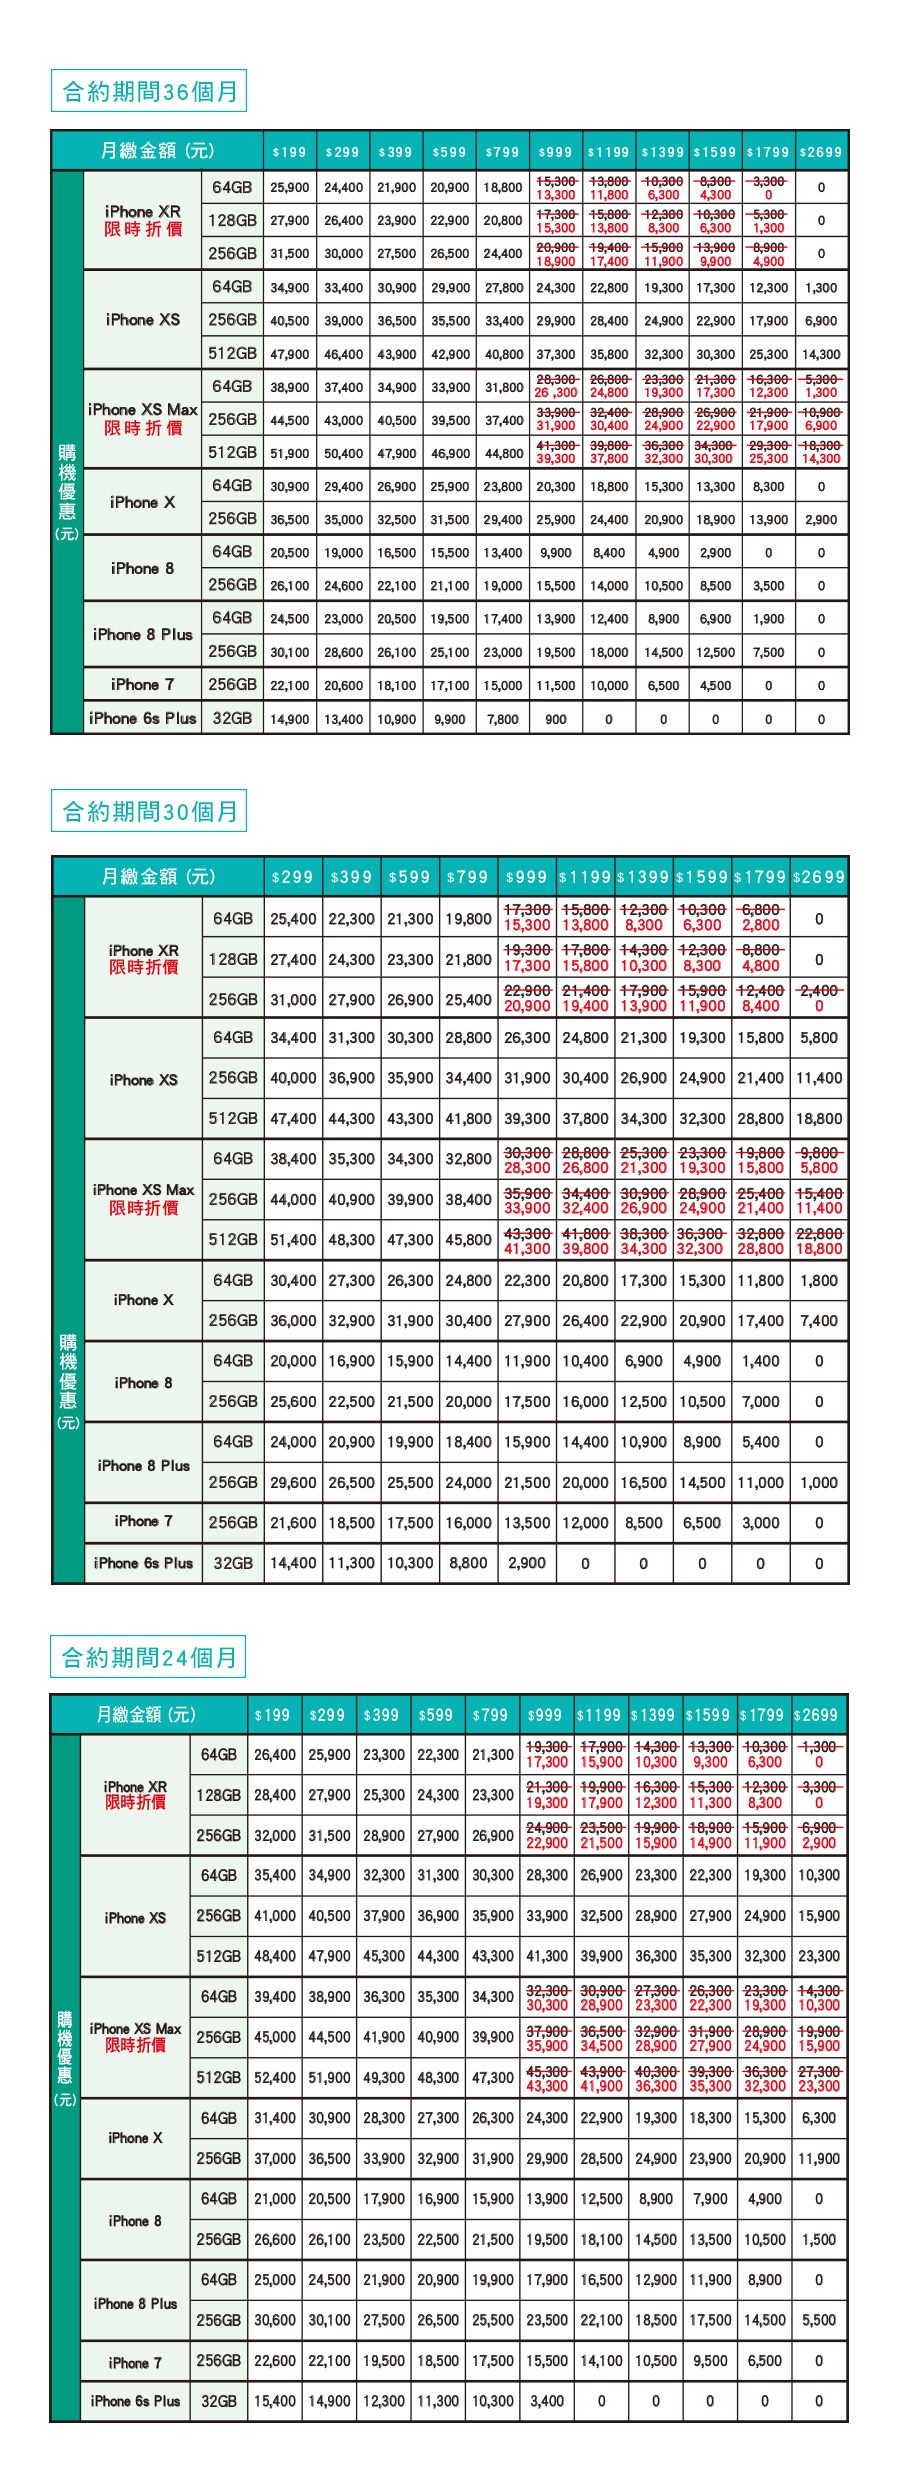 合約期間36個月
月繳金額 (元) $199 $299 $399 $599 $799 $999 $1199 $1399 $1599 $1799 $2699
購機優惠(元)
iPhone XR
限時折價
64GB 25,900 24,400 21,900 20,900 18,800 15,300 13,800 10,300 8,300 3,300 0
13,300 11,800 6,300 4,300 0
128GB 27,900 26,400 23,900 22,900 20,800 17,300 15,800 12,300 10,300 5,300 0
15,300 13,800 8,300 6,300 1,300
256GB 31,500 30,000 27,500 26,500 24,400 20,900 19,400 15,900 13,900 8,900 0
18,900 17,400 11,900 9,900 4,900
iPhone XS
64GB 34,900 33,400 30,900 29,900 27,800 24,300 22,800 19,300 17,300 12,300 1,300
256GB 40,500 39,000 36,500 35,500 33,400 29,900 28,400 24,900 22,900 17,900 6,900
512GB 47,900 46,400 43,900 42,900 40,800 37,300 35,800 32,300 30,300 25,300 14,300
iPhone XS Max
限時折價
64GB 38,900 37,400 34,900 33,900 31,800 28,300 26,800 23,300 21,300 16,300 5,300
26 ,300 24,800 19,300 17,300 12,300 1,300
256GB 44,500 43,000 40,500 39,500 37,400 33,900 32,400 28,900 26,900 21,900 10,900
31,900 30,400 24,900 22,900 17,900 6,900
512GB 51,900 50,400 47,900 46,900 44,800 41,300 39,800 36,300 34,300 29,300 18,300
39,300 37,800 32,300 30,300 25,300 14,300
iPhone X
64GB 30,900 29,400 26,900 25,900 23,800 20,300 18,800 15,300 13,300 8,300 0
256GB 36,500 35,000 32,500 31,500 29,400 25,900 24,400 20,900 18,900 13,900 2,900
iPhone 8
64GB 20,500 19,000 16,500 15,500 13,400 9,900 8,400 4,900 2,900 0 0
256GB 26,100 24,600 22,100 21,100 19,000 15,500 14,000 10,500 8,500 3,500 0
iPhone 8 Plus
64GB 24,500 23,000 20,500 19,500 17,400 13,900 12,400 8,900 6,900 1,900 0
256GB 30,100 28,600 26,100 25,100 23,000 19,500 18,000 14,500 12,500 7,500 0
iPhone 7 256GB 22,100 20,600 18,100 17,100 15,000 11,500 10,000 6,500 4,500 0 0
iPhone 6s Plus 32GB 14,900 13,400 10,900 9,900 7,800 900 0 0 0 0 0
合約期間30個月
月繳金額 (元) $299 $399 $599 $799 $999 $1199 $1399 $1599 $1799 $2699
購機優惠(元)
iPhone XR
限時折價
64GB 25,400 22,300 21,300 19,800 17,300 15,800 12,300 10,300 6,800 0
15,300 13,800 8,300 6,300 2,800
128GB 27,400 24,300 23,300 21,800 19,300 17,800 14,300 12,300 8,800 0
17,300 15,800 10,300 8,300 4,800
256GB 31,000 27,900 26,900 25,400 22,900 21,400 17,900 15,900 12,400 2,400
20,900 19,400 13,900 11,900 8,400 0
iPhone XS
64GB 34,400 31,300 30,300 28,800 26,300 24,800 21,300 19,300 15,800 5,800
256GB 40,000 36,900 35,900 34,400 31,900 30,400 26,900 24,900 21,400 11,400
512GB 47,400 44,300 43,300 41,800 39,300 37,800 34,300 32,300 28,800 18,800
iPhone XS Max
限時折價
64GB 38,400 35,300 34,300 32,800 30,300 28,800 25,300 23,300 19,800 9,800
28,300 26,800 21,300 19,300 15,800 5,800
256GB 44,000 40,900 39,900 38,400 35,900 34,400 30,900 28,900 25,400 15,400
33,900 32,400 26,900 24,900 21,400 11,400
512GB 51,400 48,300 47,300 45,800 43,300 41,800 38,300 36,300 32,800 22,800
41,300 39,800 34,300 32,300 28,800 18,800
iPhone X
64GB 30,400 27,300 26,300 24,800 22,300 20,800 17,300 15,300 11,800 1,800
256GB 36,000 32,900 31,900 30,400 27,900 26,400 22,900 20,900 17,400 7,400
iPhone 8
64GB 20,000 16,900 15,900 14,400 11,900 10,400 6,900 4,900 1,400 0
256GB 25,600 22,500 21,500 20,000 17,500 16,000 12,500 10,500 7,000 0
iPhone 8 Plus
64GB 24,000 20,900 19,900 18,400 15,900 14,400 10,900 8,900 5,400 0
256GB 29,600 26,500 25,500 24,000 21,500 20,000 16,500 14,500 11,000 1,000
iPhone 7 256GB 21,600 18,500 17,500 16,000 13,500 12,000 8,500 6,500 3,000 0
iPhone 6s Plus 32GB 14,400 11,300 10,300 8,800 2,900 0 0 0 0 0
合約期間24個月
月繳金額 (元) $199 $299 $399 $599 $799 $999 $1199 $1399 $1599 $1799 $2699
購機優惠(元)
iPhone XR
限時折價
64GB 26,400 25,900 23,300 22,300 21,300 19,300 17,900 14,300 13,300 10,300 1,300
17,300 15,900 10,300 9,300 6,300 0
128GB 28,400 27,900 25,300 24,300 23,300 21,300 19,900 16,300 15,300 12,300 3,300
19,300 17,900 12,300 11,300 8,300 0
256GB 32,000 31,500 28,900 27,900 26,900 24,900 23,500 19,900 18,900 15,900 6,900
22,900 21,500 15,900 14,900 11,900 2,900
iPhone XS
64GB 35,400 34,900 32,300 31,300 30,300 28,300 26,900 23,300 22,300 19,300 10,300
256GB 41,000 40,500 37,900 36,900 35,900 33,900 32,500 28,900 27,900 24,900 15,900
512GB 48,400 47,900 45,300 44,300 43,300 41,300 39,900 36,300 35,300 32,300 23,300
iPhone XS Max
限時折價
64GB 39,400 38,900 36,300 35,300 34,300 32,300 30,900 27,300 26,300 23,300 14,300
30,300 28,900 23,300 22,300 19,300 10,300
256GB 45,000 44,500 41,900 40,900 39,900 37,900 36,500 32,900 31,900 28,900 19,900
35,900 34,500 28,900 27,900 24,900 15,900
512GB 52,400 51,900 49,300 48,300 47,300 45,300 43,900 40,300 39,300 36,300 27,300
43,300 41,900 36,300 35,300 32,300 23,300
iPhone X
64GB 31,400 30,900 28,300 27,300 26,300 24,300 22,900 19,300 18,300 15,300 6,300
256GB 37,000 36,500 33,900 32,900 31,900 29,900 28,500 24,900 23,900 20,900 11,900
iPhone 8
64GB 21,000 20,500 17,900 16,900 15,900 13,900 12,500 8,900 7,900 4,900 0
256GB 26,600 26,100 23,500 22,500 21,500 19,500 18,100 14,500 13,500 10,500 1,500
iPhone 8 Plus
64GB 25,000 24,500 21,900 20,900 19,900 17,900 16,500 12,900 11,900 8,900 0
256GB 30,600 30,100 27,500 26,500 25,500 23,500 22,100 18,500 17,500 14,500 5,500
iPhone 7 256GB 22,600 22,100 19,500 18,500 17,500 15,500 14,100 10,500 9,500 6,500 0
iPhone 6s Plus 32GB 15,400 14,900 12,300 11,300 10,300 3,400 0 0 0 0 0